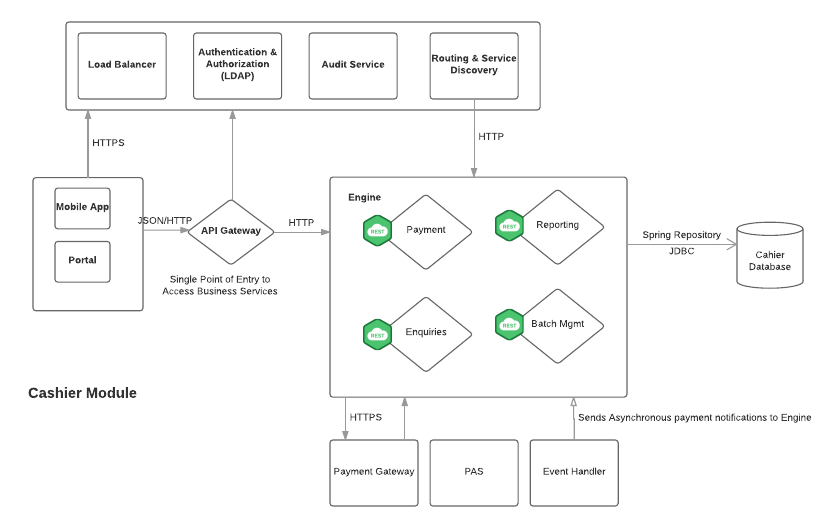 Load Balancer
Authentication &
Authorization
(LDAP)
Audit Service
Routing & Service
Discovery
HTTPS
HTTP
Mobile App
Portal
JSON/HTTP
API Gateway
Single Point of Entry to
Access Business Services
HTTP
Engine
REST
Payment
REST
Reporting
REST
Enquiries
REST
Batch Mgmt
Spring Repository
JDBC
Cahier
Database
Cashier Module
HTTPS
Sends Asynchronous payment notifications to Engine
Payment Gateway
PAS
Event Handler